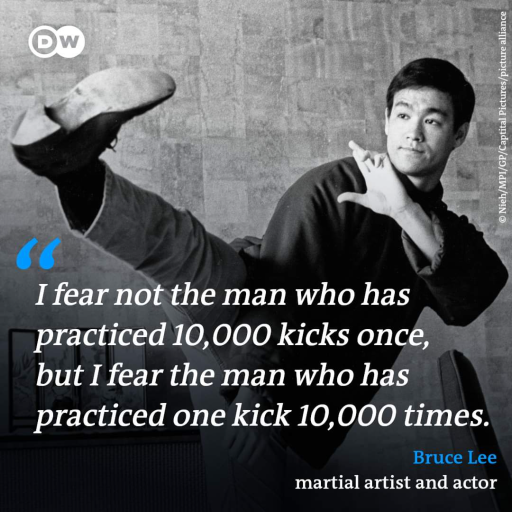 DW
© Nieh/MPI/GP/Captital Pictures/picture alliance
“
I fear not the man who has
practiced 10,000 kicks once,
but I fear the man who has
practiced one kick 10,000 times.
Bruce Lee
martial artist and actor